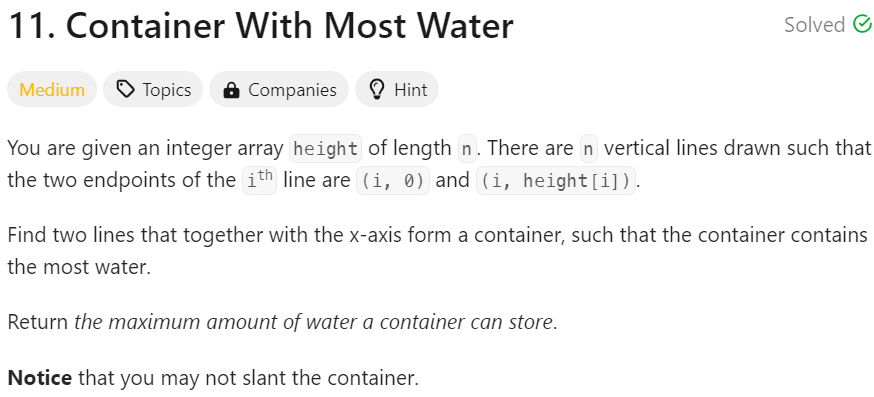 11. Container With Most Water
Solved
Medium Topics Companies Hint
You are given an integer array height of length n. There are n vertical lines drawn such that
the two endpoints of the ith line are (i, 0) and (i, height[i]).
Find two lines that together with the x-axis form a container, such that the container contains
the most water.
Return the maximum amount of water a container can store.
Notice that you may not slant the container.